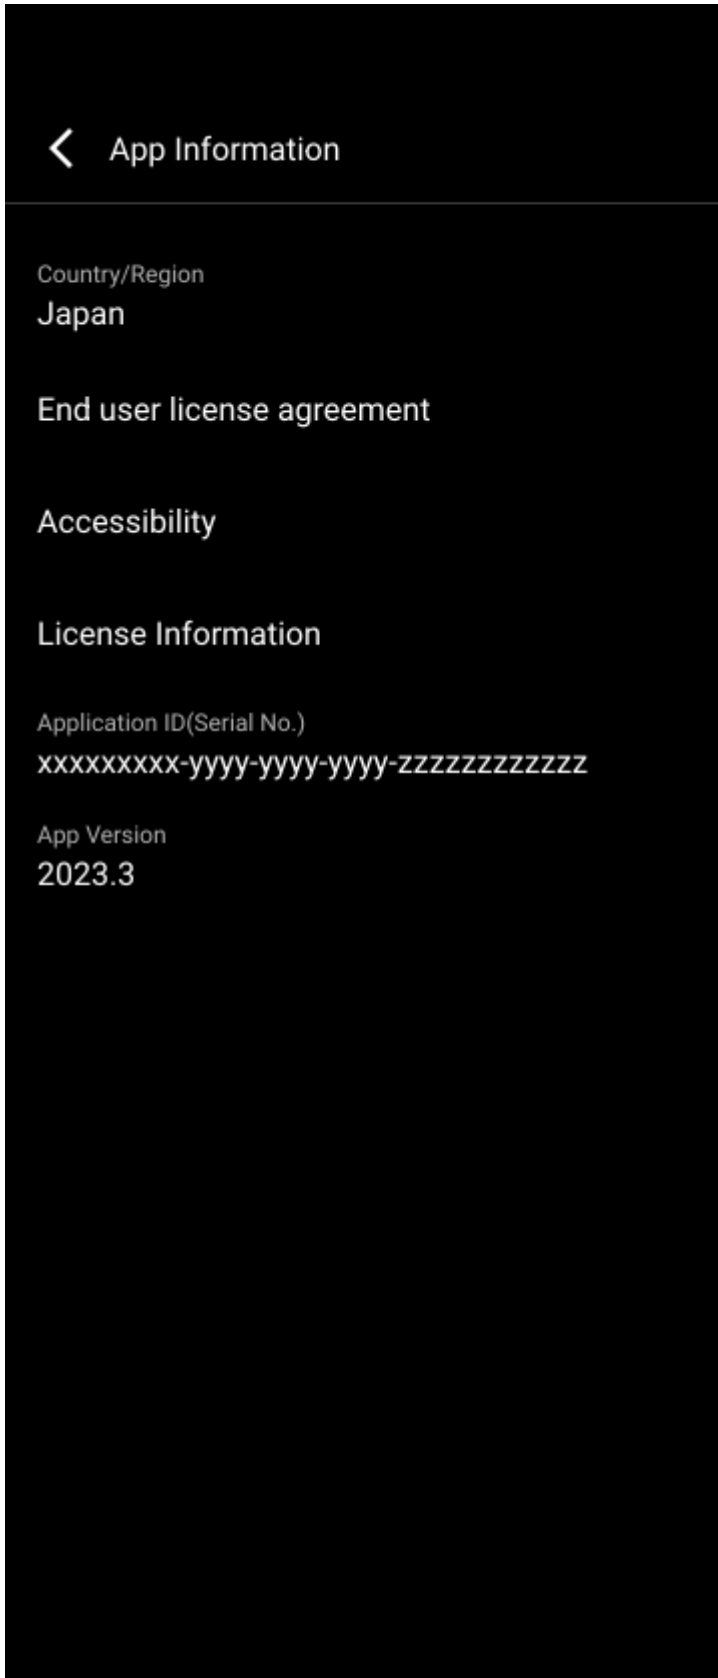 App Information
Country/Region
Japan
End user license agreement
Accessibility
License Information
Application ID(Serial No.)
xxxxxxxxx-yyyy-yyyy-yyyy-zzzzzzzzzzzz
App Version
2023.3